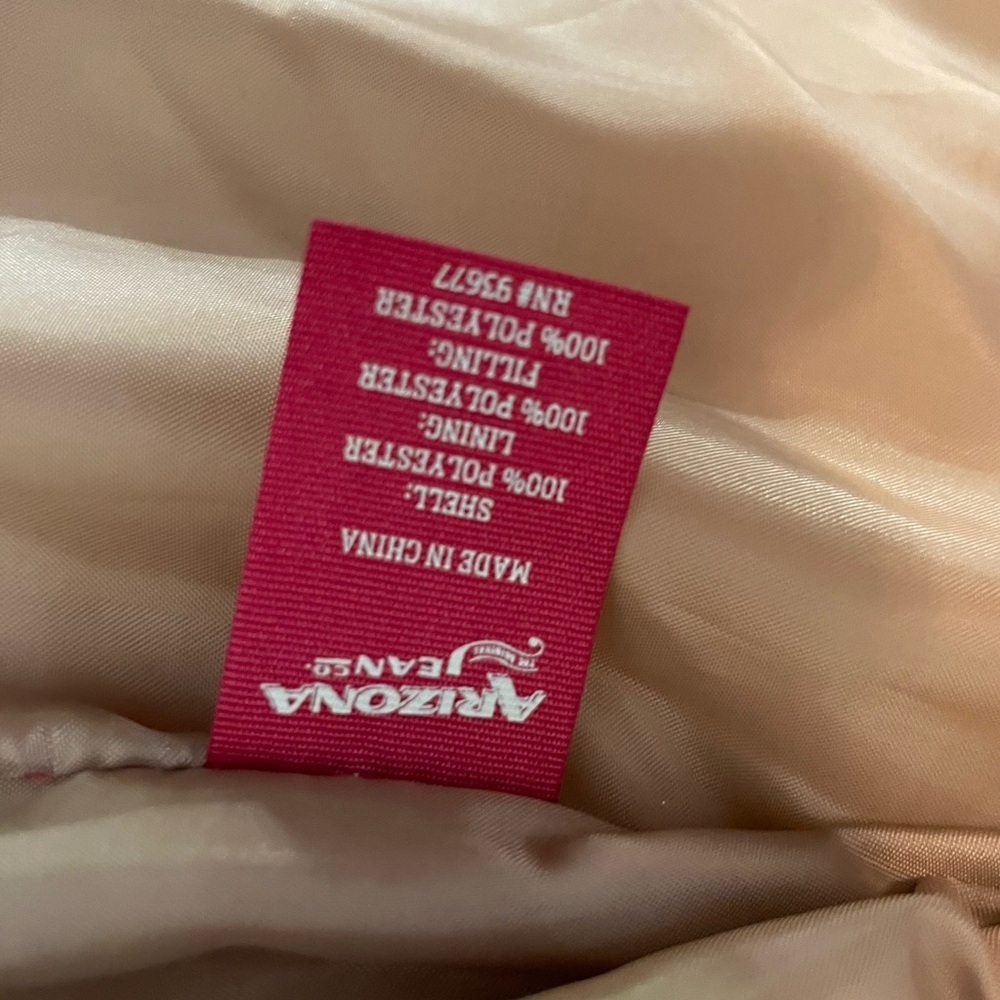 ARIZONA
JEAN CO.
MADE IN CHINA
SHELL:
100% POLYESTER
LINING:
100% POLYESTER
FILLING:
100% POLYESTER
RN# 93677